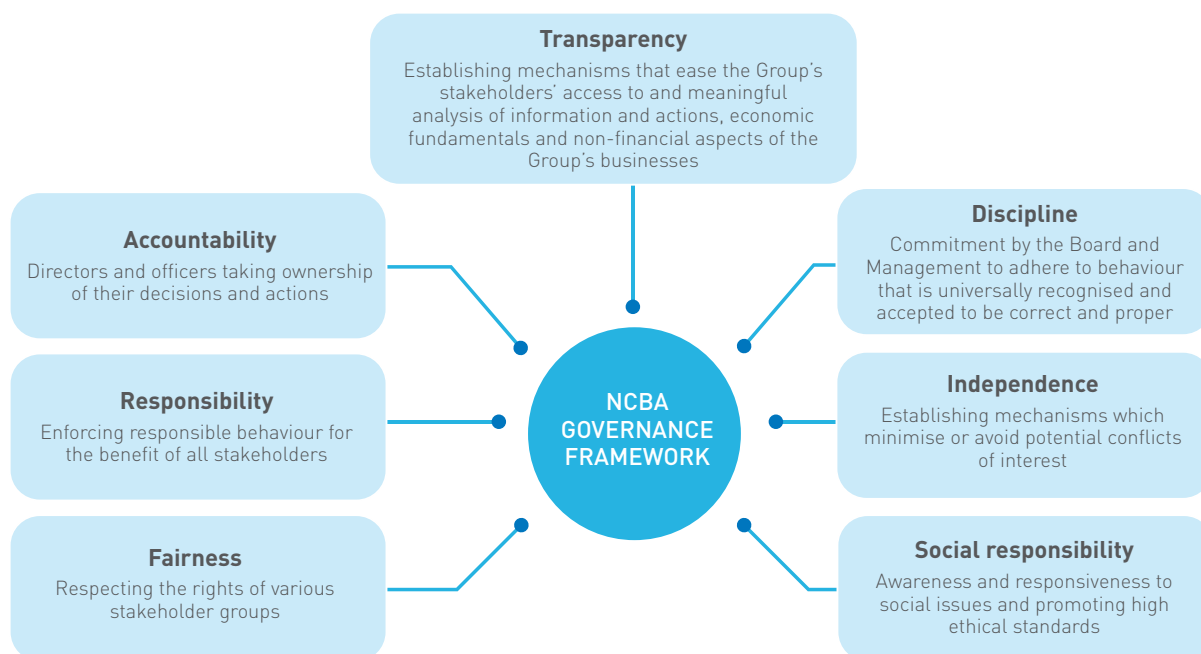 Transparency
Establishing mechanisms that ease the Group's
stakeholders' access to and meaningful
analysis of information and actions, economic
fundamentals and non-financial aspects of the
Group's businesses
Accountability
Directors and officers taking ownership
of their decisions and actions
Discipline
Commitment by the Board and
Management to adhere to behaviour
that is universally recognised and
accepted to be correct and proper
Responsibility
Enforcing responsible behaviour for
the benefit of all stakeholders
NCBA
GOVERNANCE
FRAMEWORK
Independence
Establishing mechanisms which
minimise or avoid potential conflicts
of interest
Fairness
Respecting the rights of various
stakeholder groups
Social responsibility
Awareness and responsiveness to
social issues and promoting high
ethical standards